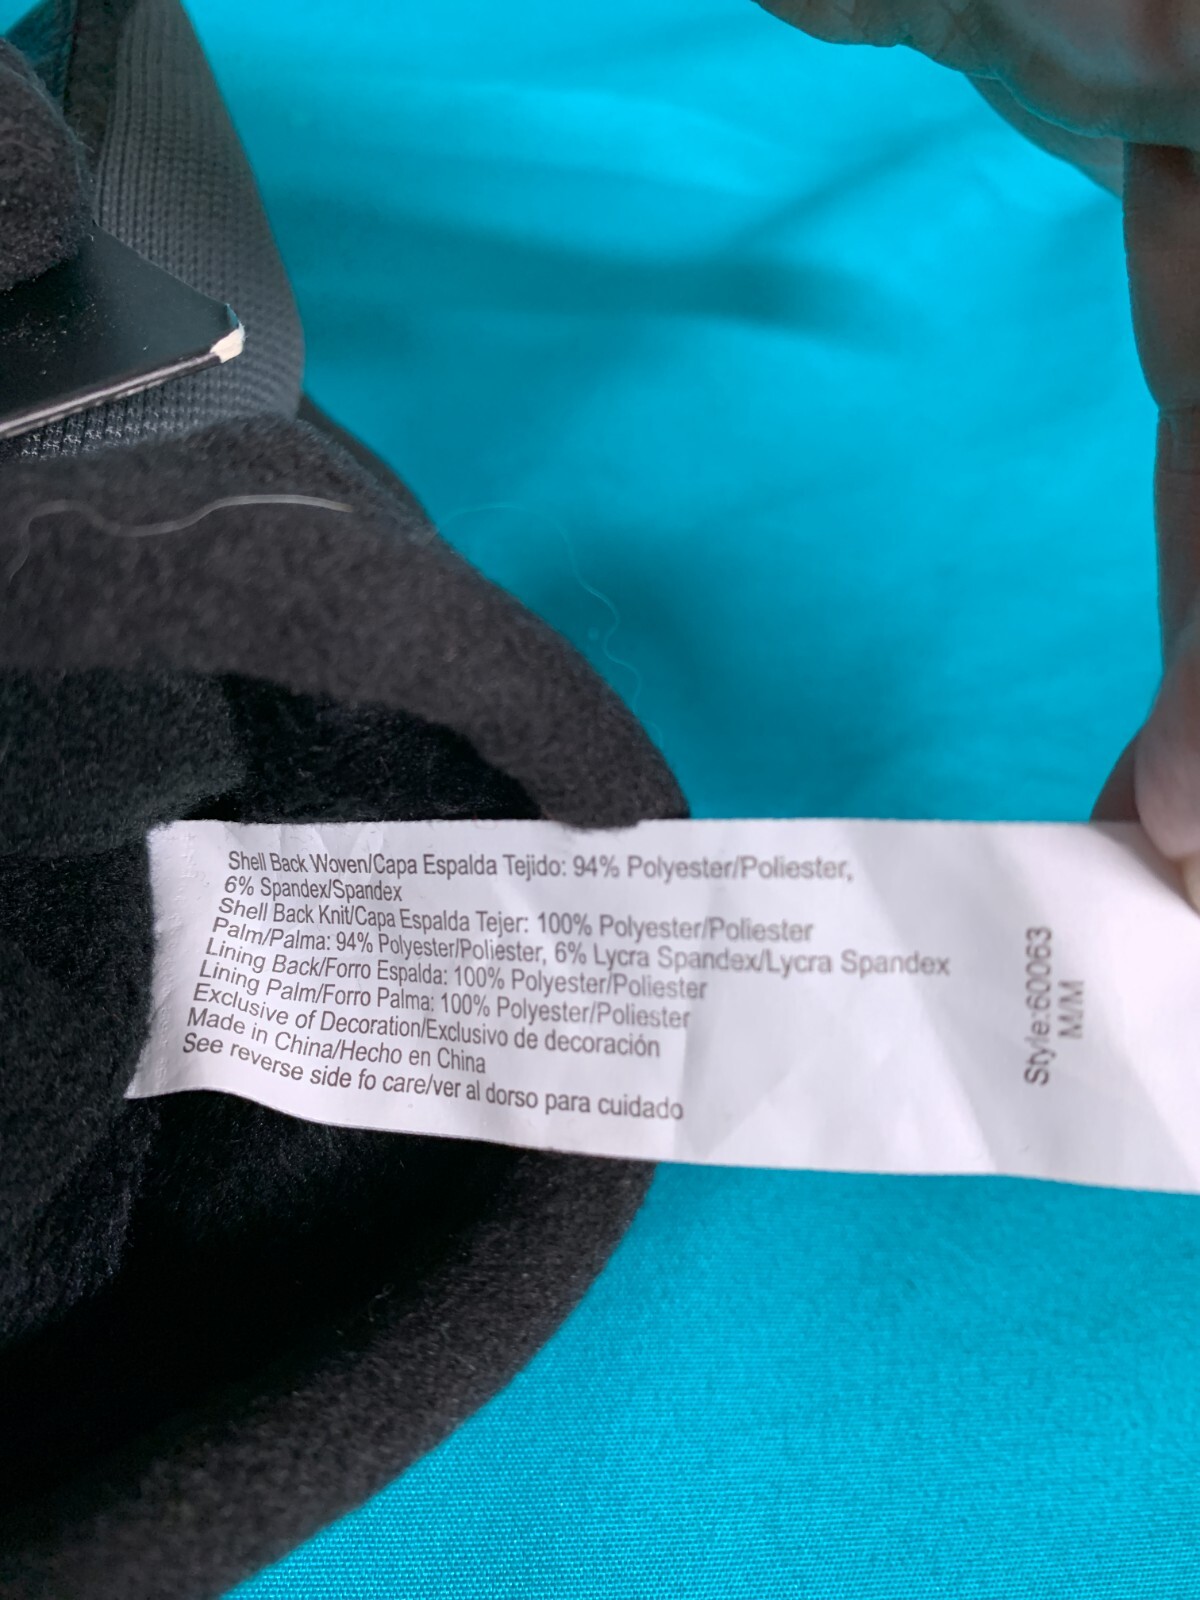 Shell Back Woven/Capa Espalda Tejido: 94% Polyester/Poliester,
6% Spandex/Spandex
Shell Back Knit/Capa Espalda Tejer: 100% Polyester/Poliester
Palm/Palma: 94% Polyester/Poliester, 6% Lycra Spandex/Lycra Spandex
Lining Back/Forro Espalda: 100% Polyester/Poliester
Lining Palm/Forro Palma: 100% Polyester/Poliester
Exclusive of Decoration/Exclusivo de decoración
Made in China/Hecho en China
See reverse side fo care/ver al dorso para cuidado
Style:60063
M/M